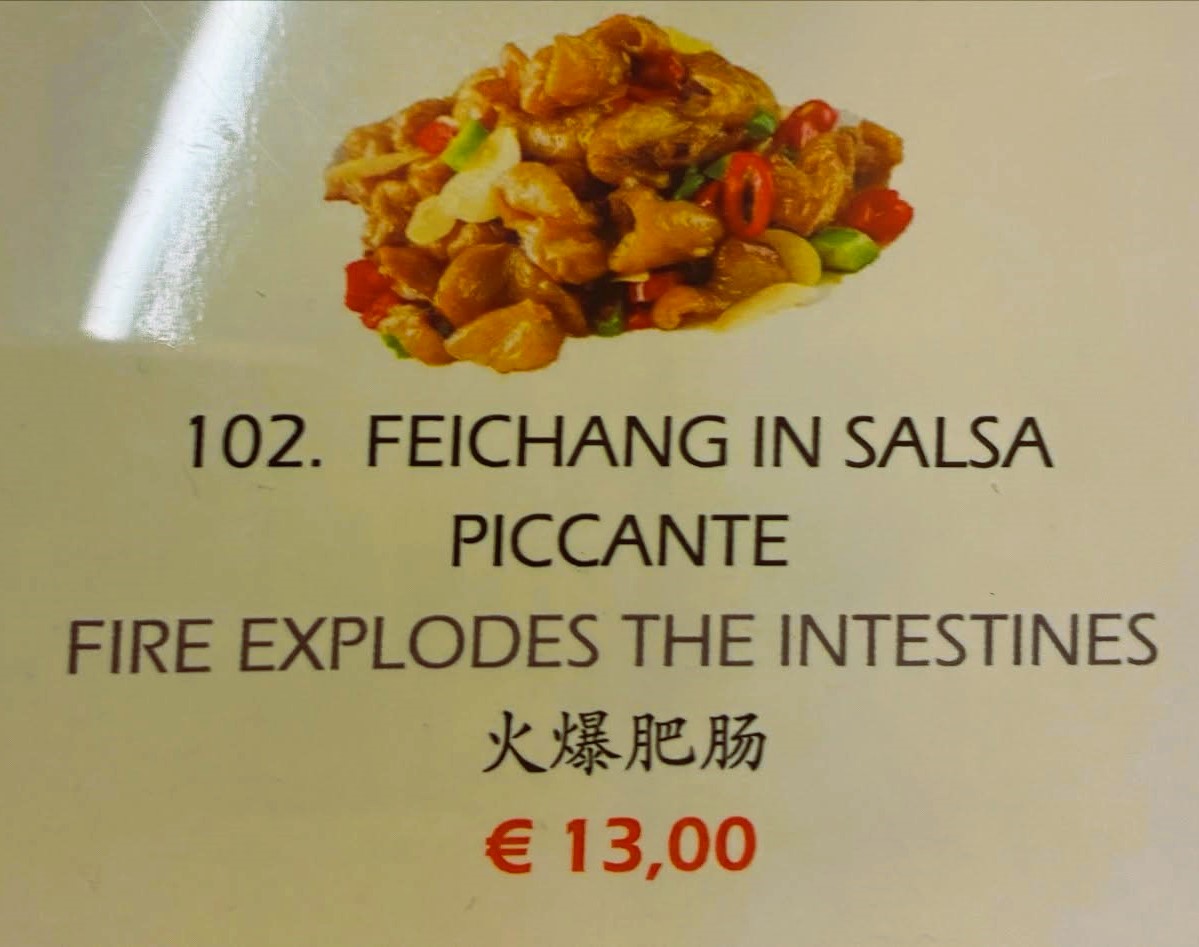 102. FEICHANG IN SALSA
PICCANTE
FIRE EXPLODES THE INTESTINES
火爆肥肠
€ 13,00